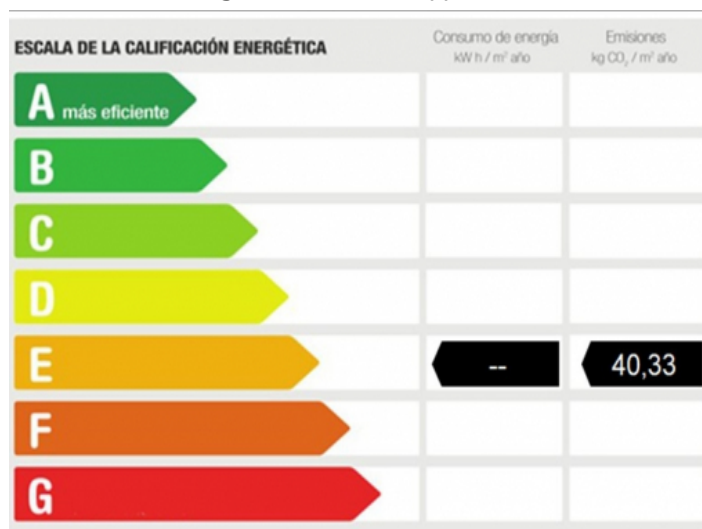 ESCALA DE LA CALIFICACIÓN ENERGÉTICA
Consumo de energía
kW h / m² año
Emisiones
kg CO₂ / m² año
A más eficiente
B
C
D
E -- 40,33
F
G